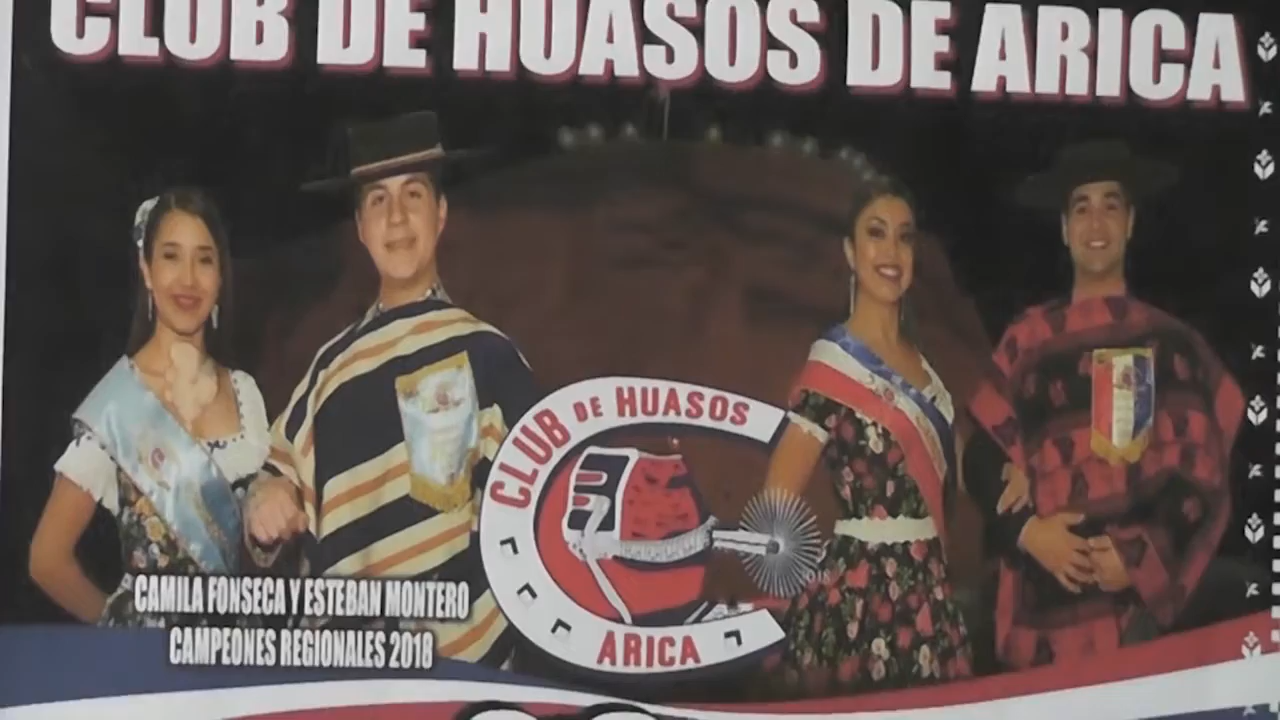 CLUB DE HUASOS DE ARICA
CLUB DE HUASOS
ARICA
CAMILA FONSECA Y ESTEBAN MONTERO
CAMPEONES REGIONALES 2018